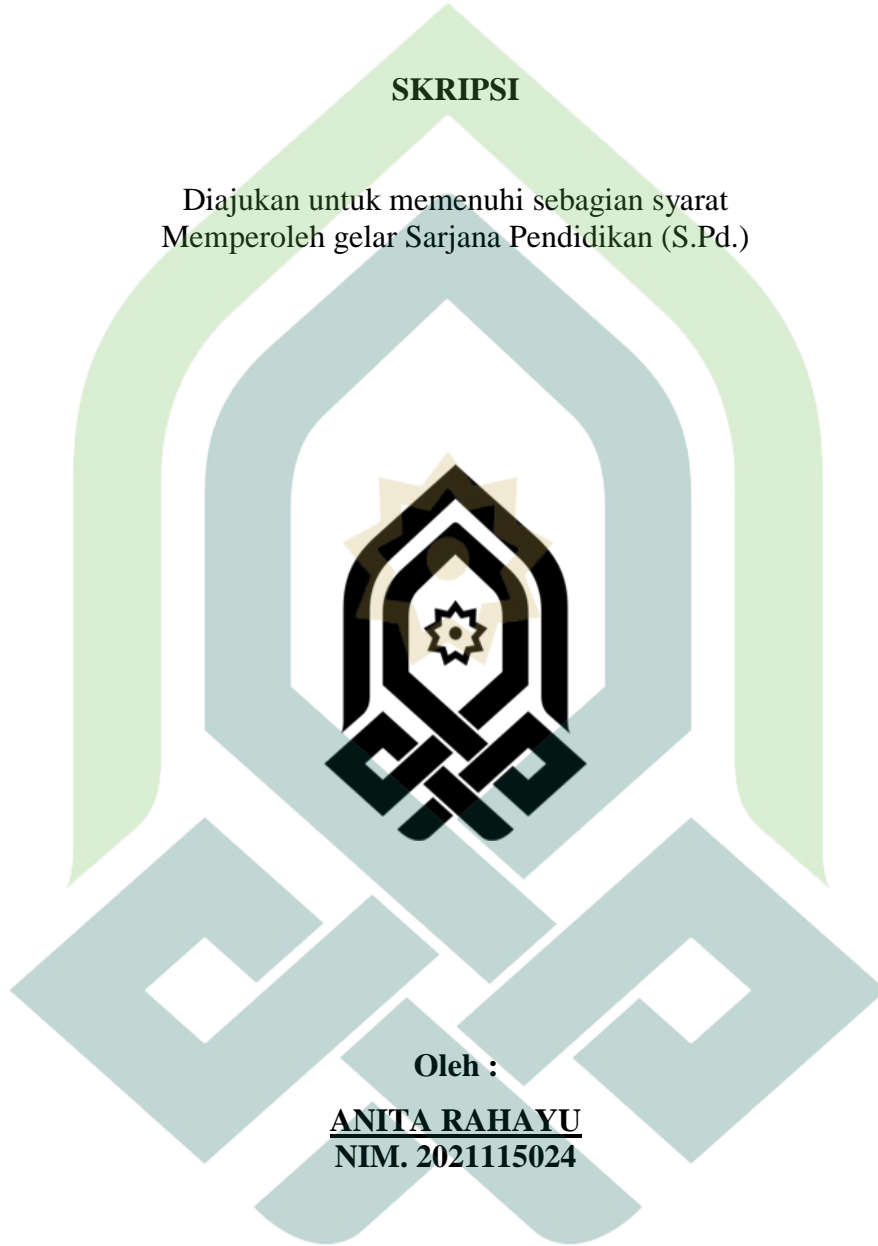 SKRIPSI
Diajukan untuk memenuhi sebagian syarat
Memperoleh gelar Sarjana Pendidikan (S.Pd.)
Oleh :
ANITA RAHAYU
NIM. 2021115024